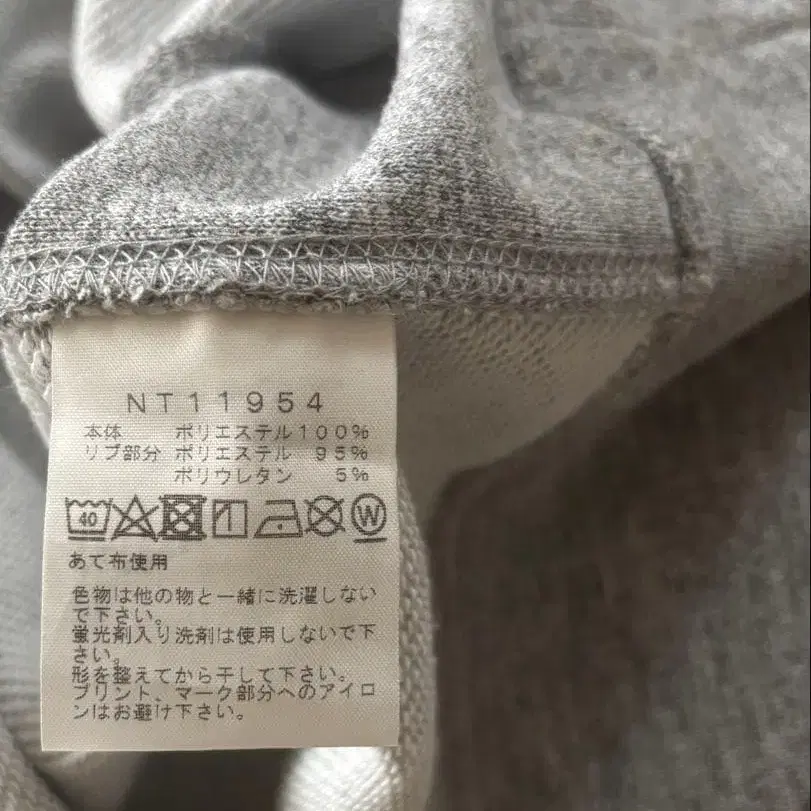 NT11954
本体 ポリエステル100%
リブ部分 ポリエステル 95%
ポリウレタン 5%
40 W
あて布使用
色物は他の物と一緒に洗濯しない
で下さい。
蛍光剤入り洗剤は使用しないで下
さい。
形を整えてから干して下さい。
プリント、マーク部分へのアイロ
ンはお避け下さい。